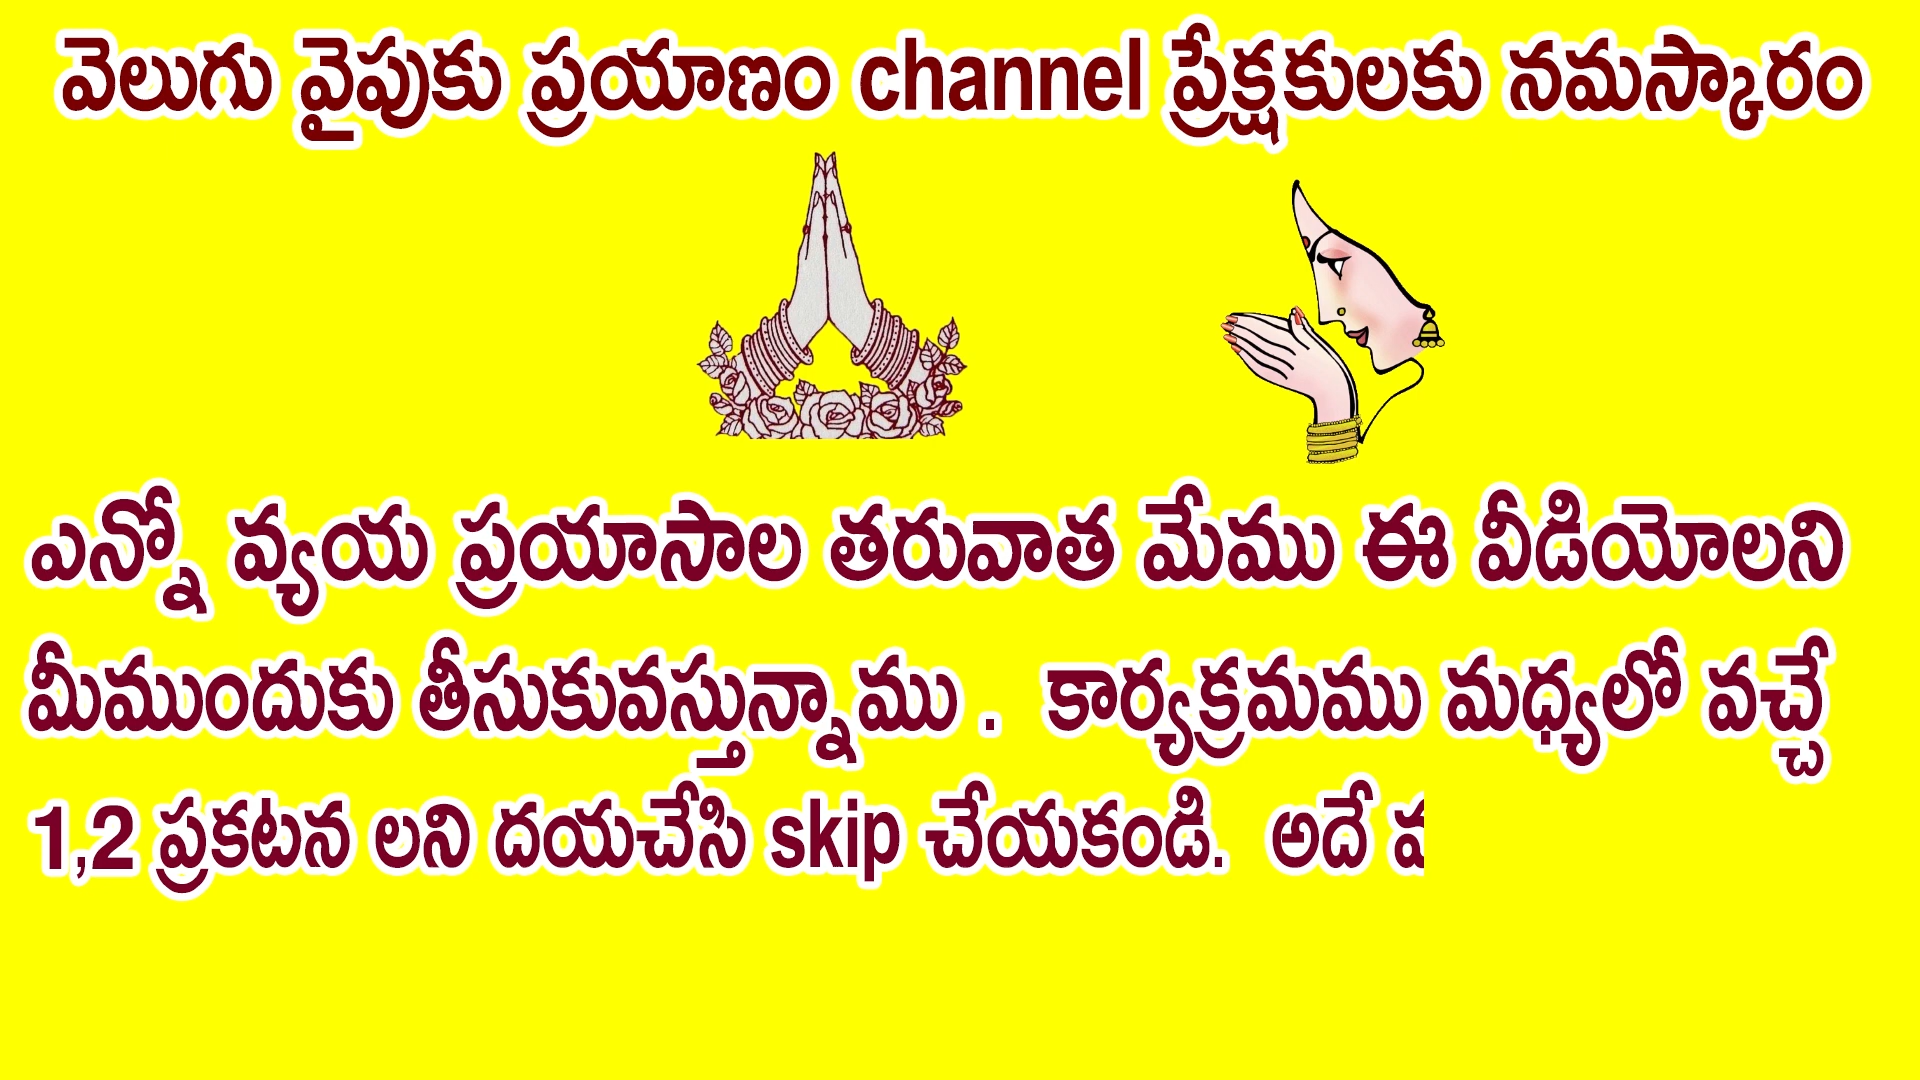 వెలుగు వైపుకు ప్రయాణం channel ప్రేక్షకులకు నమస్కారం
ఎన్నో వ్యయ ప్రయాసాల తరువాత మేము ఈ వీడియోలని
మీముందుకు తీసుకువస్తున్నాము . కార్యక్రమము మధ్యలో వచ్చే
1,2 ప్రకటన లని దయచేసి skip చేయకండి. అదే